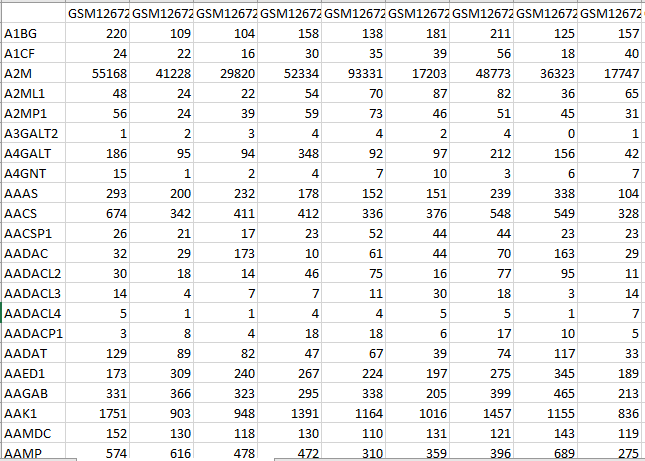 GSM12672 GSM12672 GSM12672 GSM12672 GSM12672 GSM12672 GSM12672 GSM12672 GSM12672
A1BG 220 109 104 158 138 181 211 125 157
A1CF 24 22 16 30 35 39 56 18 40
A2M 55168 41228 29820 52334 93331 17203 48773 36323 17747
A2ML1 48 24 22 54 70 87 82 36 65
A2MP1 56 24 39 59 73 46 51 45 31
A3GALT2 1 2 3 4 4 2 4 0 1
A4GALT 186 95 94 348 92 97 212 156 42
A4GNT 15 1 2 4 7 10 3 6 7
AAAS 293 200 232 178 152 151 239 338 104
AACS 674 342 411 412 336 376 548 549 328
AACSP1 26 21 17 23 52 44 44 23 23
AADAC 32 29 173 10 61 44 70 163 29
AADACL2 30 18 14 46 75 16 77 95 11
AADACL3 14 4 7 7 11 30 18 3 14
AADACL4 5 1 1 4 4 5 5 1 7
AADACP1 3 8 4 18 18 6 17 10 5
AADAT 129 89 82 47 67 39 74 117 33
AAED1 173 309 240 267 224 197 275 345 189
AAGAB 331 366 323 295 338 205 399 465 213
AAK1 1751 903 948 1391 1164 1016 1457 1155 836
AAMDC 152 130 118 130 110 131 121 143 119
AAMP 574 616 478 472 310 359 396 689 275